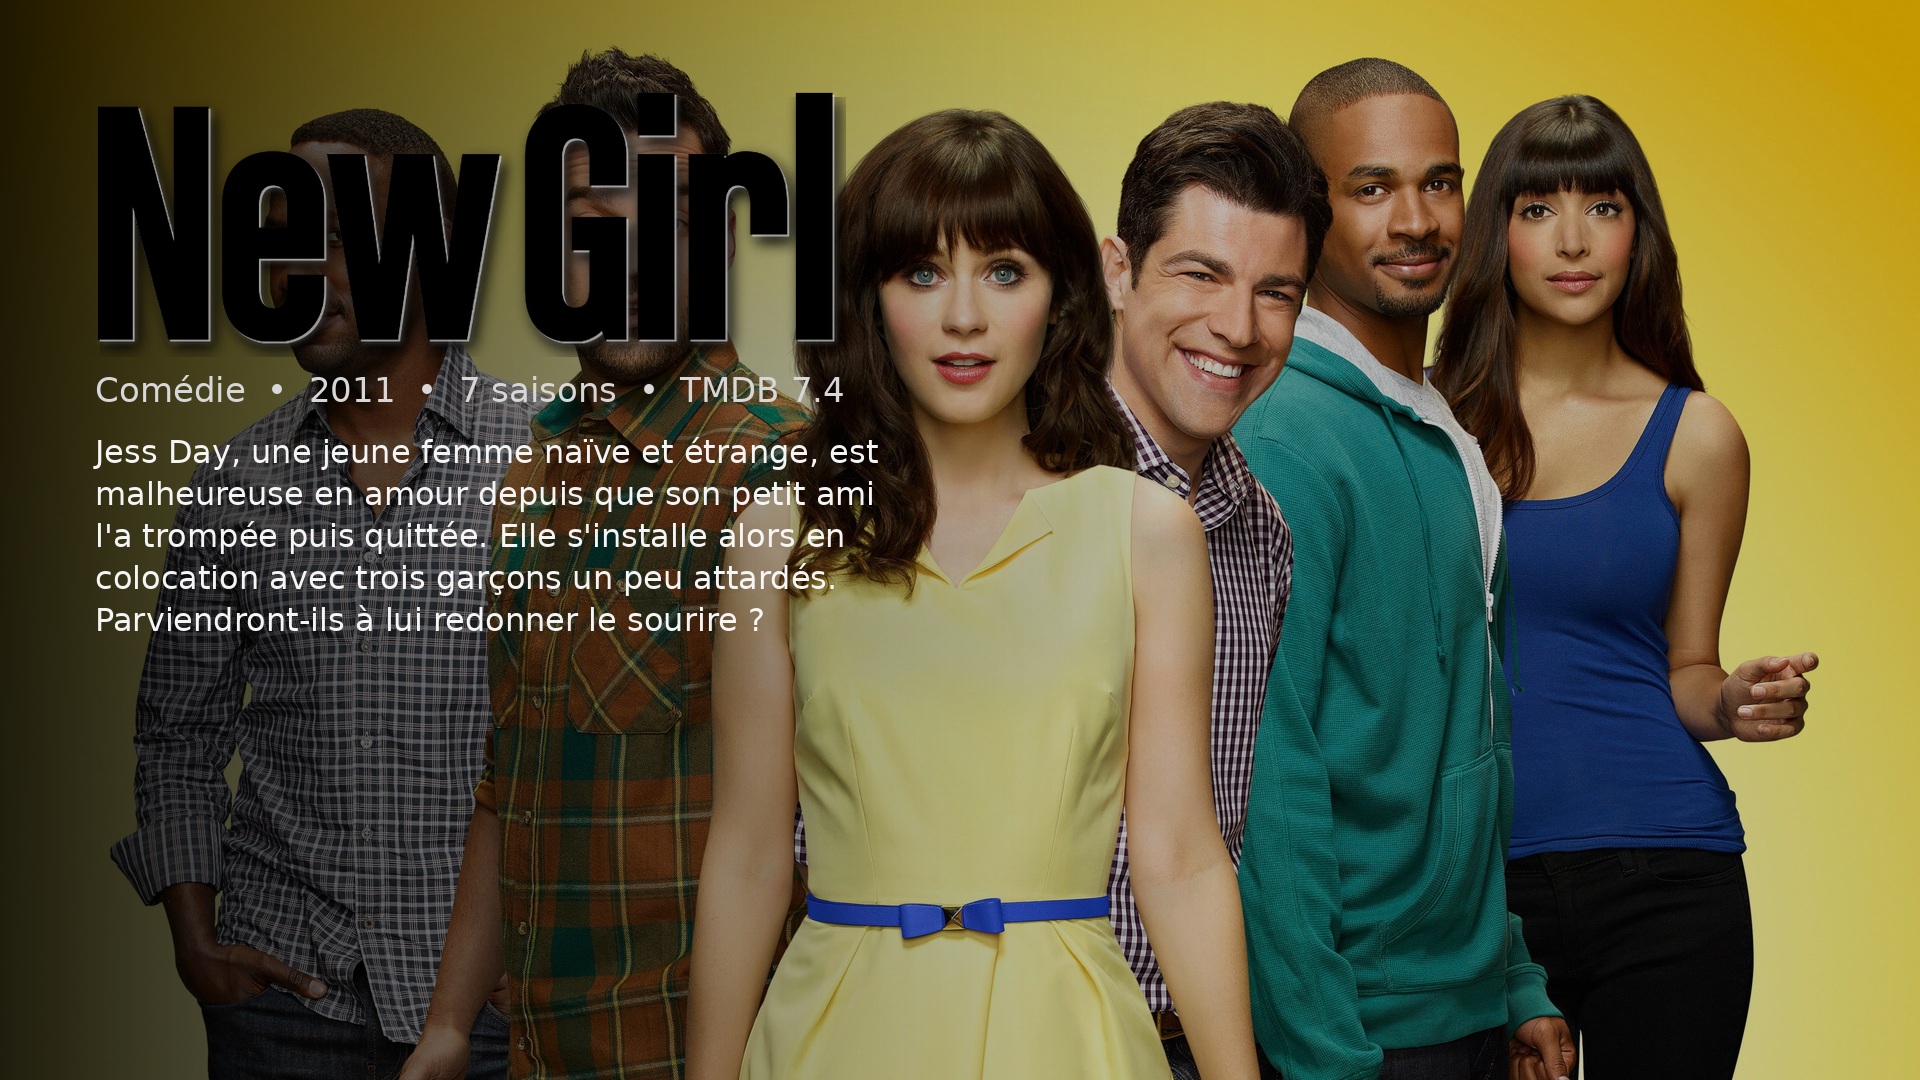 New Girl
Comédie • 2011 • 7 saisons • TMDB 7.4
Jess Day, une jeune femme naïve et étrange, est
malheureuse en amour depuis que son petit ami
l'a trompée puis quittée. Elle s'installe alors en
colocation avec trois garçons un peu attardés.
Parviendront-ils à lui redonner le sourire ?